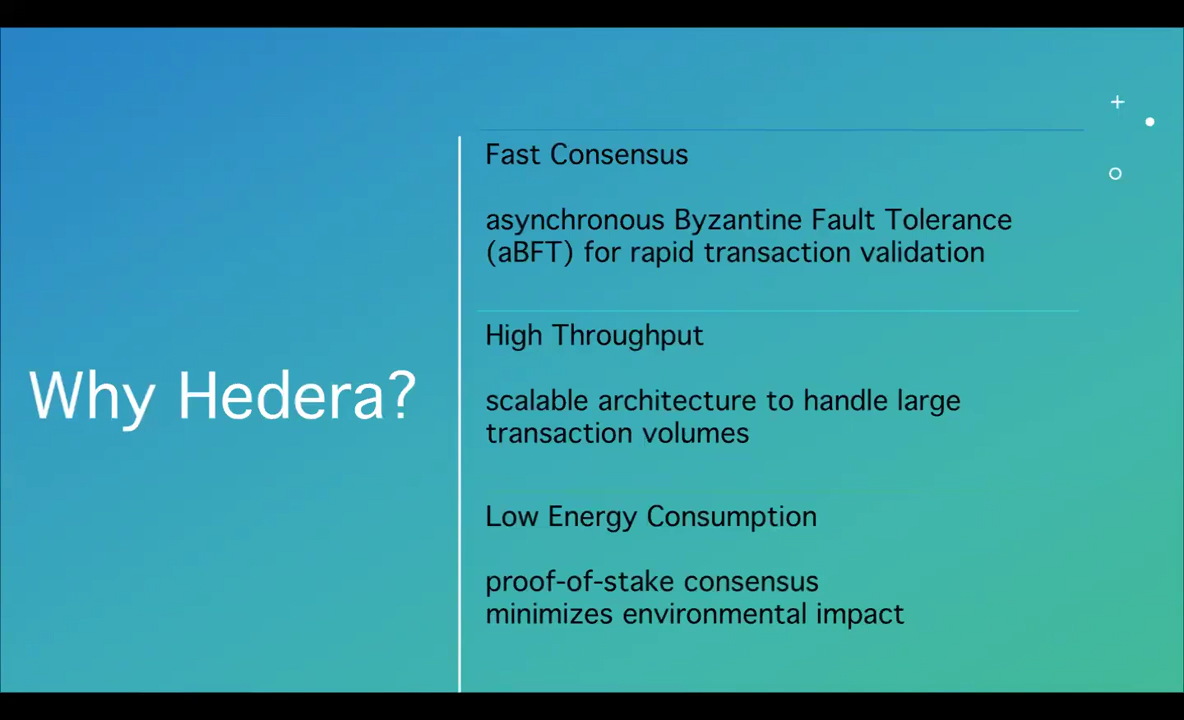 Why Hedera?
Fast Consensus
asynchronous Byzantine Fault Tolerance
(aBFT) for rapid transaction validation
High Throughput
scalable architecture to handle large
transaction volumes
Low Energy Consumption
proof-of-stake consensus
minimizes environmental impact